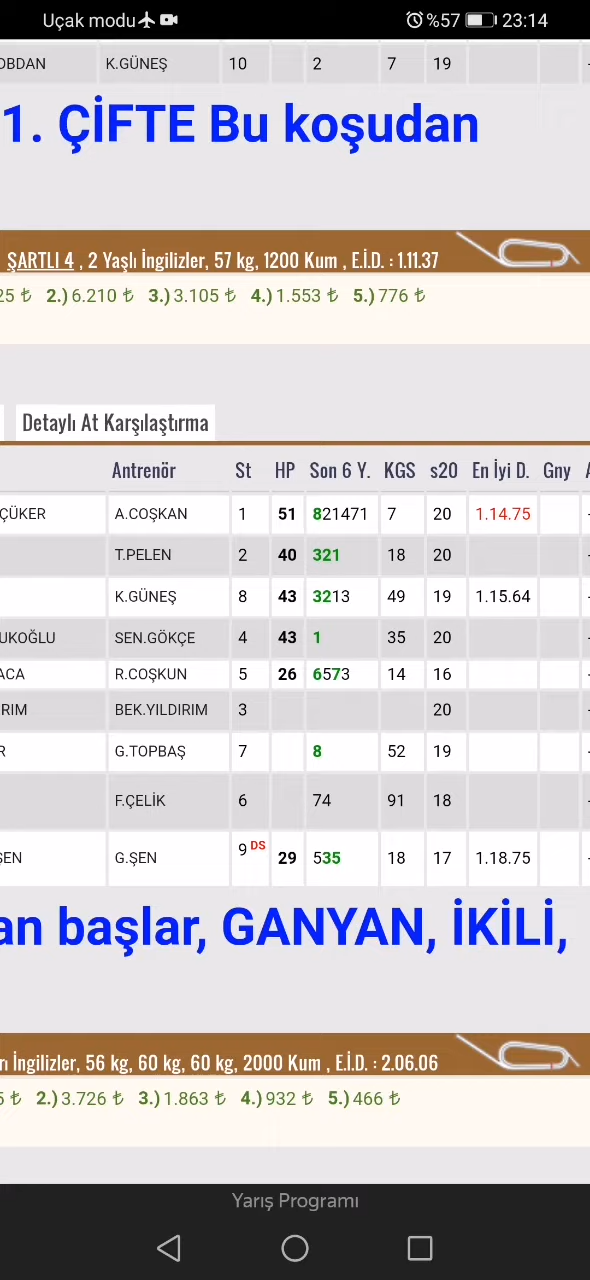 Uçak modu %57 23:14
OBDAN K.GÜNEŞ 10 2 7 19 -
1. ÇİFTE Bu koşudan
ŞARTLI 4 , 2 Yaşlı İngilizler, 57 kg, 1200 Kum , E.İ.D. : 1.11.37
25 ₺ 2.) 6.210 ₺ 3.) 3.105 ₺ 4.) 1.553 ₺ 5.) 776 ₺
Detaylı At Karşılaştırma
Antrenör St HP Son 6 Y. KGS s20 En İyi D. Gny A
ÇÜKER A.COŞKAN 1 51 821471 7 20 1.14.75 -
T.PELEN 2 40 321 18 20
K.GÜNEŞ 8 43 3213 49 19 1.15.64 -
UKOĞLU SEN.GÖKÇE 4 43 1 35 20 -
ACA R.COŞKUN 5 26 6573 14 16 -
RIM BEK.YILDIRIM 3 20 -
R G.TOPBAŞ 7 8 52 19 -
F.ÇELİK 6 74 91 18 -
ŞEN G.ŞEN 9 DS 29 535 18 17 1.18.75 -
an başlar, GANYAN, İKİLİ,
n İngilizler, 56 kg, 60 kg, 60 kg, 2000 Kum , E.İ.D. : 2.06.06
5 ₺ 2.) 3.726 ₺ 3.) 1.863 ₺ 4.) 932 ₺ 5.) 466 ₺
Yarış Programı